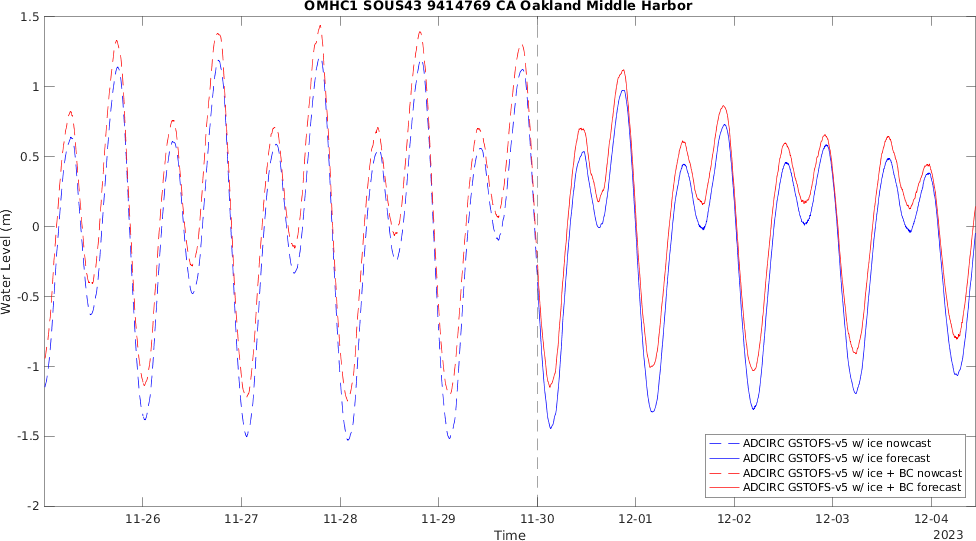 OMHC1 SOUS43 9414769 CA Oakland Middle Harbor
Water Level (m)
1.5
1
0.5
0
-0.5
-1
-1.5
-2
ADCIRC GSTOFS-v5 w/ ice nowcast
ADCIRC GSTOFS-v5 w/ ice forecast
ADCIRC GSTOFS-v5 w/ ice + BC nowcast
ADCIRC GSTOFS-v5 w/ ice + BC forecast
11-26 11-27 11-28 11-29 11-30 12-01 12-02 12-03 12-04
Time
2023